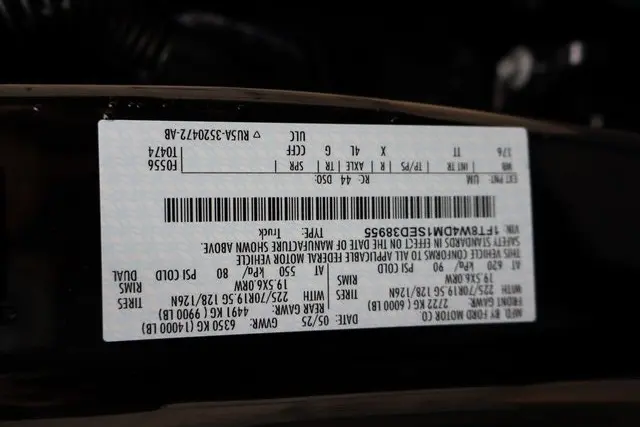 MFD. BY FORD MOTOR CO.
DATE: 05/25 GVWR: 6350 KG (14000 LB)
FRONT GAWR: 2722 KG (6000 LB) REAR GAWR: 4491 KG (9900 LB)
WITH 225/70R19.5G 128/126N TIRES WITH 225/70R19.5G 128/126N TIRES
19.5X6.0RW RIMS 19.5X6.0RW RIMS
AT 620 kPa/ 90 PSI COLD AT 550 kPa/ 80 PSI COLD DUAL
THIS VEHICLE CONFORMS TO ALL APPLICABLE FEDERAL MOTOR VEHICLE
SAFETY STANDARDS IN EFFECT ON THE DATE OF MANUFACTURE SHOWN ABOVE.
VIN: 1FT8W4DM1SED38955 TYPE: Truck
EXT PNT: UM RC: 44 DSO: F0556
WB INT TR TP/PS R AXLE TR SPR T0474
176 TT X 4L G CCFF
ULC ▽ RU5A-3520472-AB